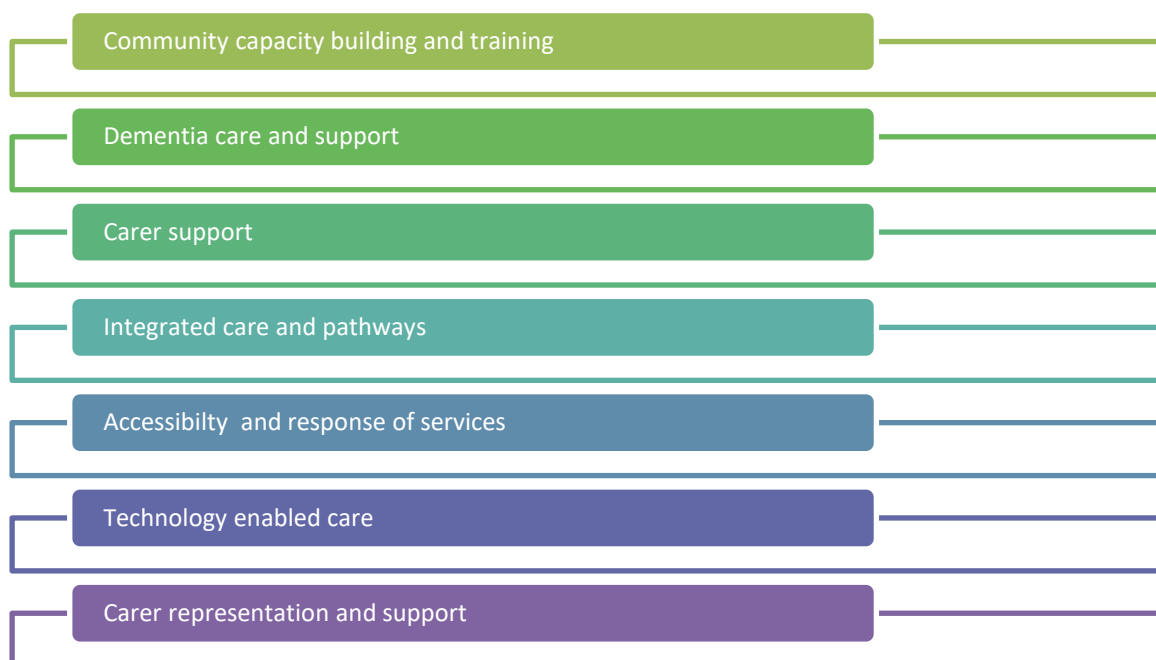 Community capacity building and training
Dementia care and support
Carer support
Integrated care and pathways
Accessibilty  and response of services
Technology enabled care
Carer representation and support